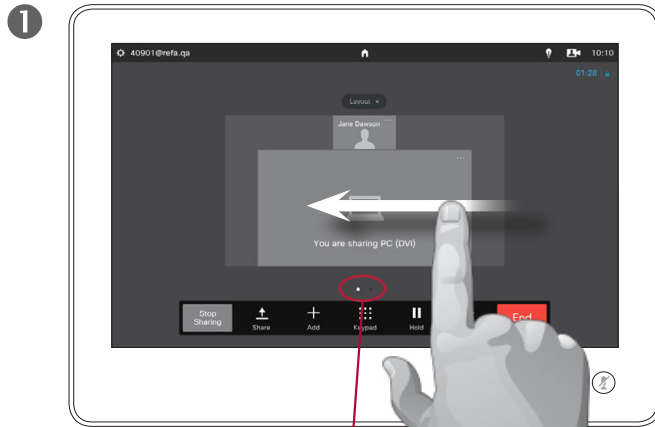 1
40901@refa.qa
10:10
01:28
Layout
Jane Dawson
You are sharing PC (DVI)
Stop
Sharing
Share
Add
Keypad
Hold
End